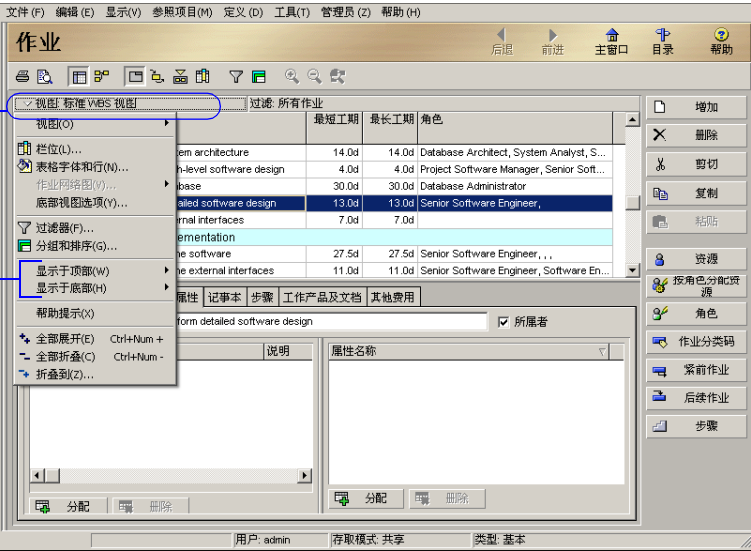 文件(F) 编辑(E) 显示(V) 参照项目(M) 定义(D) 工具(T) 管理员(Z) 帮助(H)
作业
后退 前进 主窗口 目录 帮助
视图: 标准 WBS 视图 过滤: 所有作业
最短工期 最长工期 角色
tem architecture 14.0d 14.0d Database Architect, System Analyst, S...
h-level software design 4.0d 4.0d Project Software Manager, Senior Soft...
abase 30.0d 30.0d Database Administrator
ailed software design 13.0d 13.0d Senior Software Engineer,
rnal interfaces 7.0d 7.0d
ementation
he software 27.5d 27.5d Senior Software Engineer, , ,
he external interfaces 11.0d 11.0d Senior Software Engineer, Software En...
视图(O)
栏位(L)...
表格字体和行(N)...
作业网络图(V)...
底部视图选项(Y)...
过滤器(F)...
分组和排序(G)...
显示于顶部(W)
显示于底部(H)
帮助提示(X)
全部展开(E) Ctrl+Num +
全部折叠(C) Ctrl+Num -
折叠到(Z)...
属性 记事本 步骤 工作产品及文档 其他费用
form detailed software design 所属者
说明 属性名称
分配 删除 分配 删除
增加
删除
剪切
复制
粘贴
资源
按角色分配资源
角色
作业分类码
紧前作业
后续作业
步骤
用户: admin 存取模式: 共享 类型: 基本